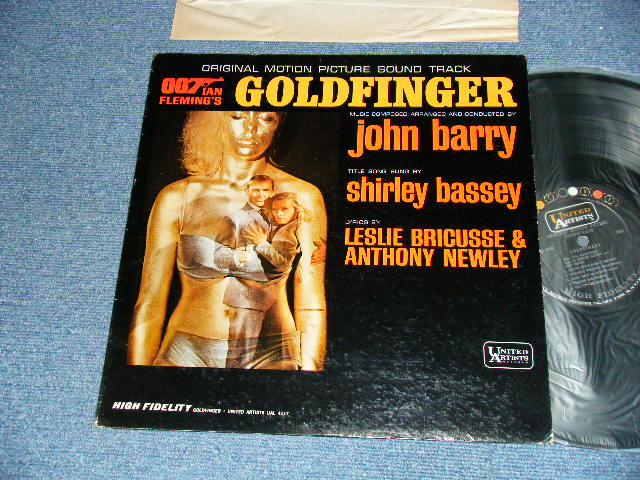 ORIGINAL MOTION PICTURE SOUND TRACK
007
IAN
FLEMING'S
GOLDFINGER
MUSIC COMPOSED ARRANGED AND CONDUCTED BY
john barry
TITLE SONG SUNG BY
shirley bassey
LYRICS BY
LESLIE BRICUSSE &
ANTHONY NEWLEY
UNITED
ARTISTS
RECORDS
HIGH FIDELITY GOLDFINGER • UNITED ARTISTS UAL 4117
UNITED
ARTISTS
GOLDFINGER